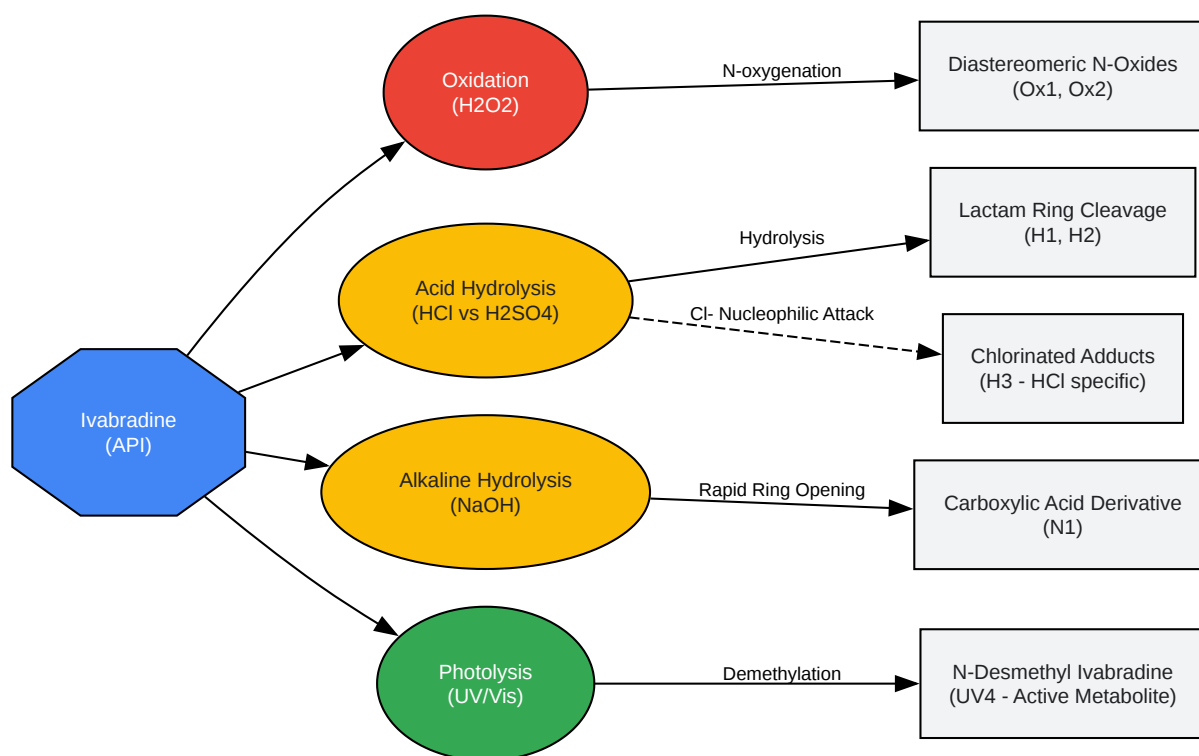 Oxidation
(H2O2)
N-oxygenation
Diastereomeric N-Oxides
(Ox1, Ox2)
Acid Hydrolysis
(HCl vs H2SO4)
Hydrolysis
Lactam Ring Cleavage
(H1, H2)
Cl- Nucleophilic Attack
Chlorinated Adducts
(H3 - HCl specific)
Ivabradine
(API)
Alkaline Hydrolysis
(NaOH)
Rapid Ring Opening
Carboxylic Acid Derivative
(N1)
Photolysis
(UV/Vis)
Demethylation
N-Desmethyl Ivabradine
(UV4 - Active Metabolite)